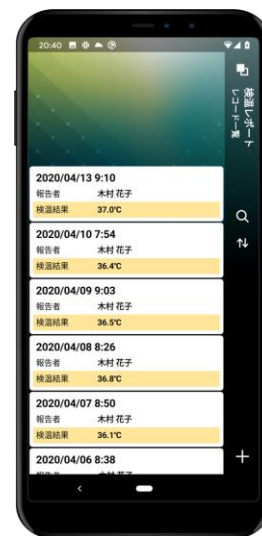 20:40
検温レポート
レコード一覧
2020/04/13 9:10
報告者 木村 花子
検温結果 37.0℃
2020/04/10 7:54
報告者 木村 花子
検温結果 36.4℃
2020/04/09 9:03
報告者 木村 花子
検温結果 36.5℃
2020/04/08 8:26
報告者 木村 花子
検温結果 36.8℃
2020/04/07 8:50
報告者 木村 花子
検温結果 36.1℃
2020/04/06 8:38